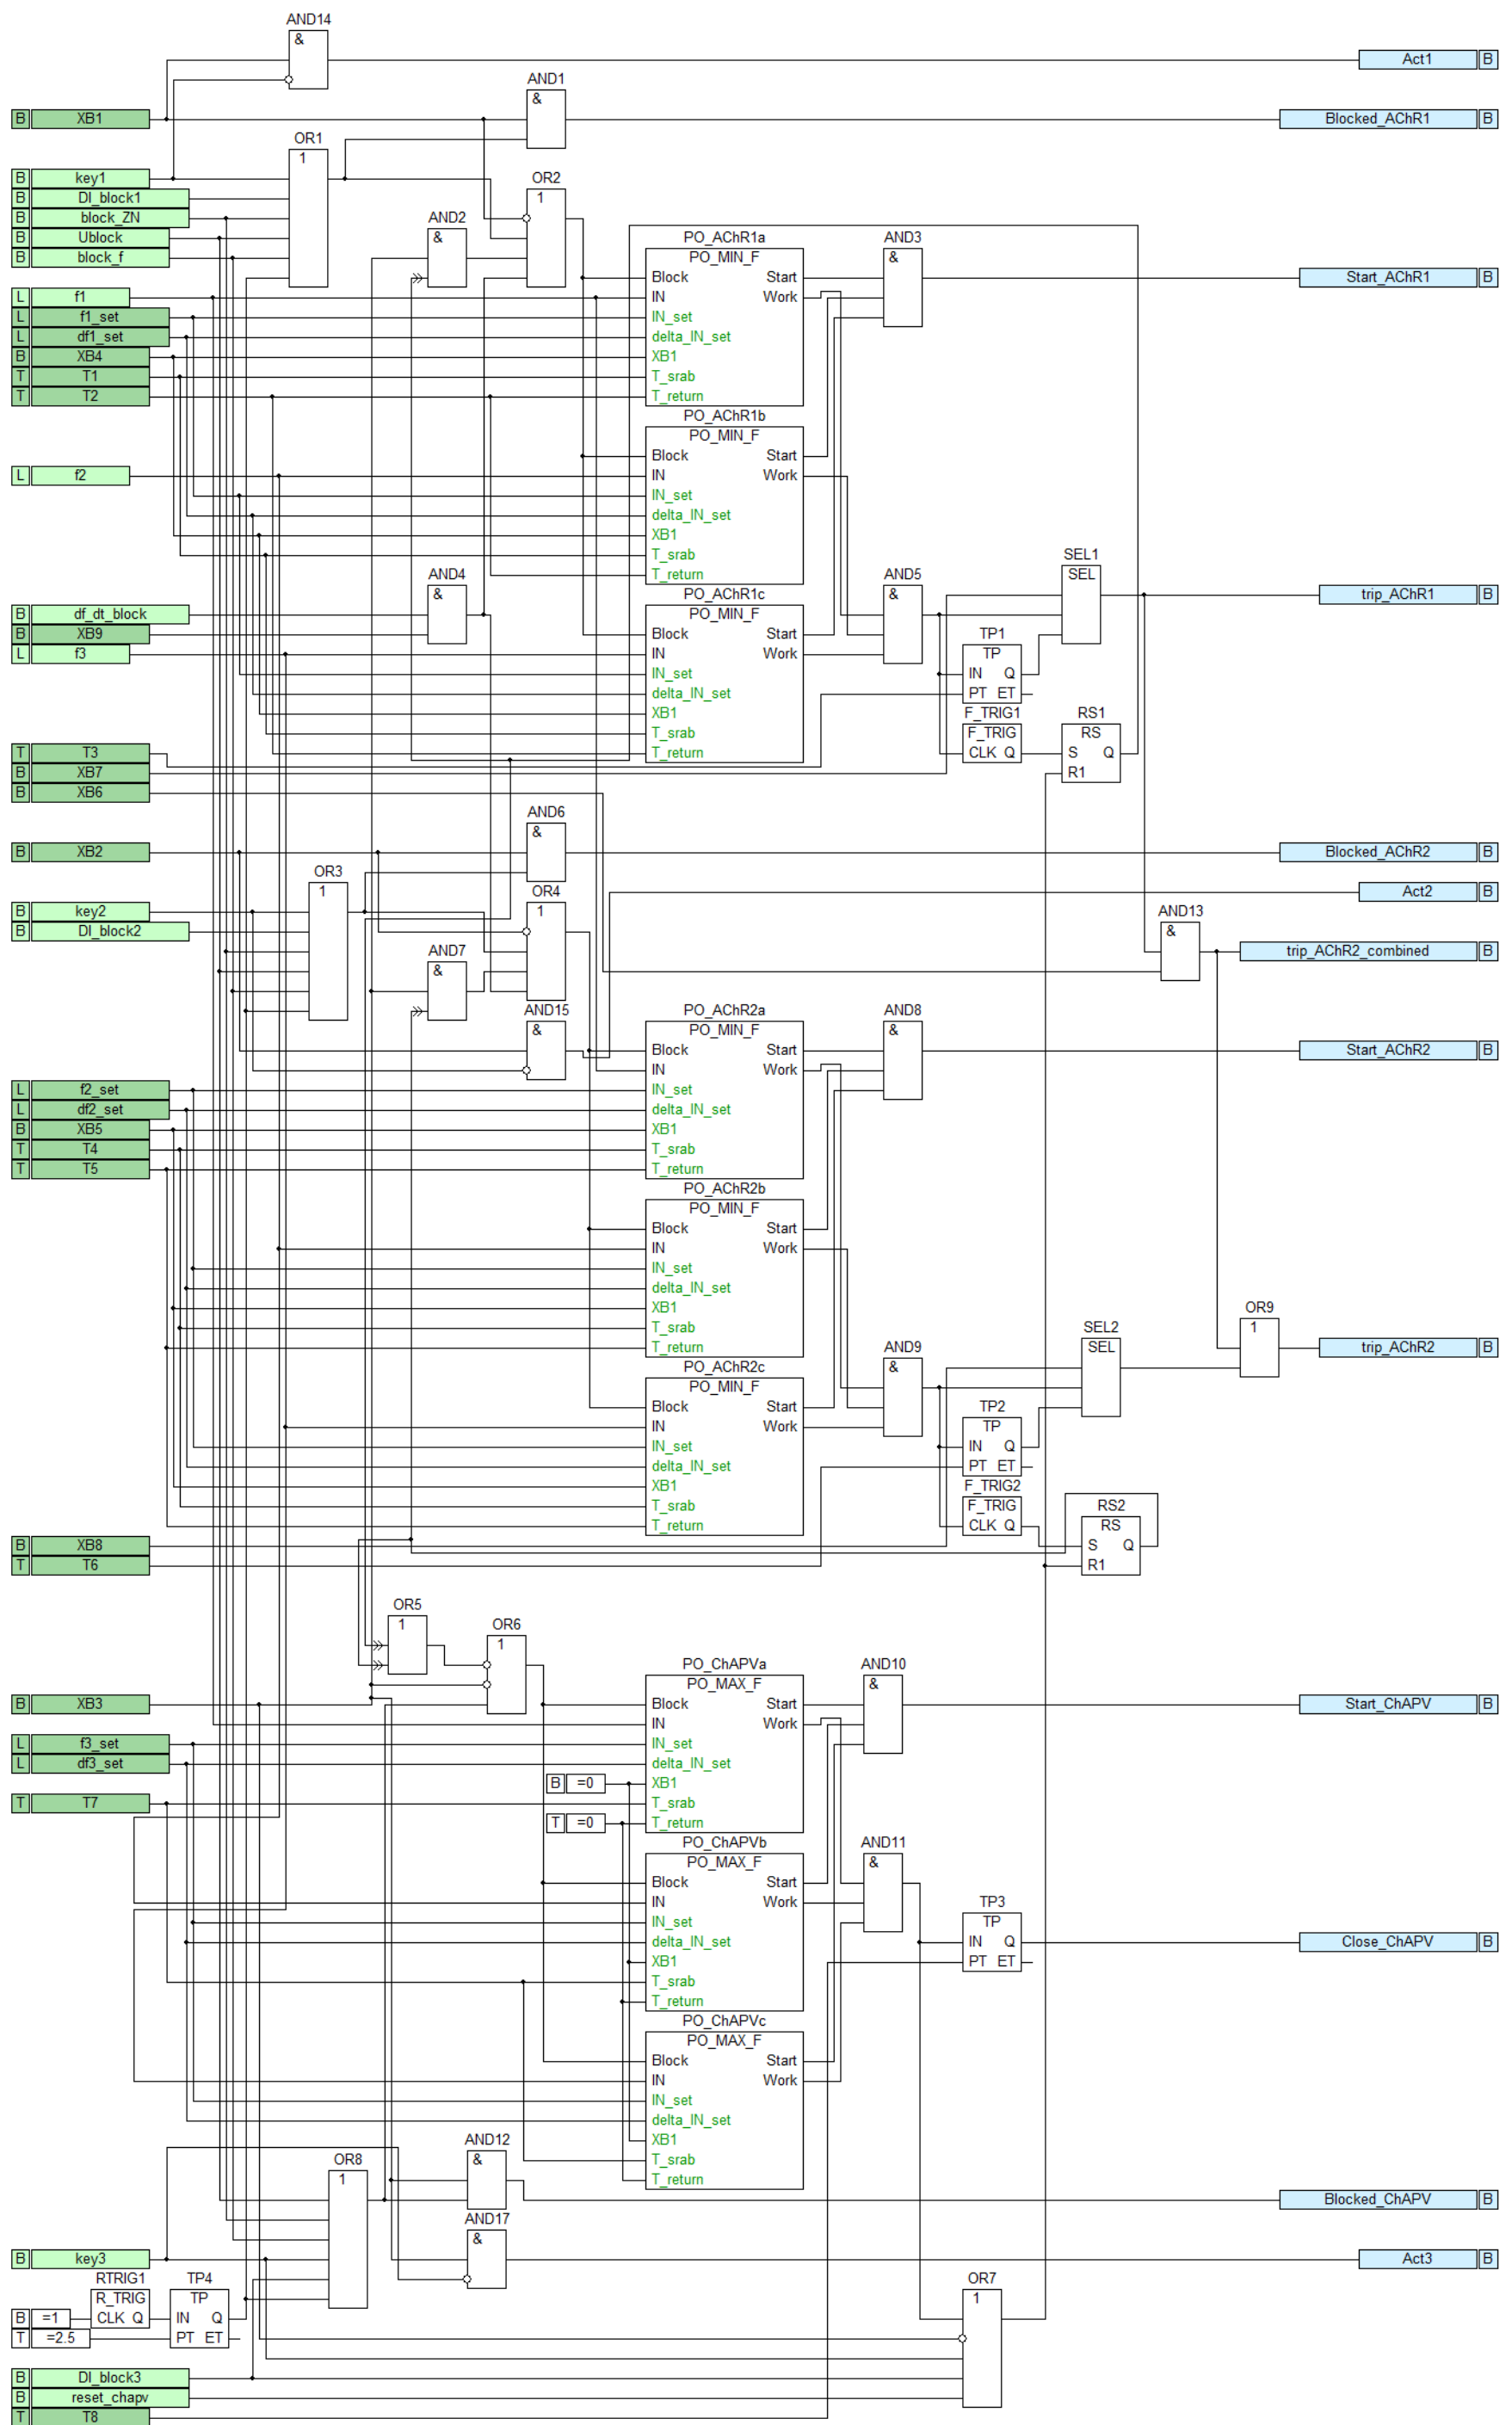 AND14
&
Act1 B
AND1
&
B XB1
Blocked_AChR1 B
OR1
1
B key1
OR2
1
B DI_block1
B block_ZN
AND2
&
B Ublock
PO_AChR1a
AND3
&
B block_f
PO_MIN_F
Block Start
Start_AChR1 B
L f1
IN Work
L f1_set
IN_set
L df1_set
delta_IN_set
B XB4
XB1
T T1
T_srab
T T2
T_return
PO_AChR1b
PO_MIN_F
Block Start
L f2
IN Work
IN_set
delta_IN_set
XB1
T_srab
SEL1
SEL
AND4
&
T_return
AND5
&
PO_AChR1c
trip_AChR1 B
B df_dt_block
PO_MIN_F
B XB9
Block Start
TP1
TP
L f3
IN Work
IN_set
IN Q
delta_IN_set
PT ET
XB1
F_TRIG1
RS1
T_srab
F_TRIG
RS
T T3
T_return
CLK Q
S Q
B XB7
R1
B XB6
AND6
&
B XB2
Blocked_AChR2 B
OR3
1
OR4
1
Act2 B
B key2
AND13
&
B DI_block2
AND7
&
trip_AChR2_combined B
AND15
&
PO_AChR2a
AND8
&
PO_MIN_F
Block Start
Start_AChR2 B
IN Work
L f2_set
IN_set
L df2_set
delta_IN_set
B XB5
XB1
T T4
T_srab
T T5
T_return
PO_AChR2b
PO_MIN_F
Block Start
IN Work
IN_set
delta_IN_set
XB1
OR9
1
T_srab
SEL2
SEL
T_return
AND9
&
trip_AChR2 B
PO_AChR2c
PO_MIN_F
Block Start
TP2
TP
IN Work
IN_set
IN Q
delta_IN_set
PT ET
XB1
F_TRIG2
T_srab
F_TRIG
RS2
RS
T_return
CLK Q
B XB8
S Q
T T6
R1
OR5
1
OR6
1
PO_ChAPVa
AND10
&
PO_MAX_F
B XB3
Block Start
Start_ChAPV B
IN Work
L f3_set
IN_set
L df3_set
delta_IN_set
B =0
XB1
T T7
T_srab
T =0
T_return
PO_ChAPVb
AND11
&
PO_MAX_F
Block Start
IN Work
TP3
TP
IN_set
delta_IN_set
IN Q
Close_ChAPV B
XB1
PT ET
T_srab
T_return
PO_ChAPVc
PO_MAX_F
Block Start
IN Work
IN_set
delta_IN_set
AND12
&
XB1
OR8
1
T_srab
T_return
Blocked_ChAPV B
AND17
&
B key3
Act3 B
RTRIG1
TP4
OR7
1
R_TRIG
TP
B =1
CLK Q
IN Q
T =2.5
PT ET
B DI_block3
B reset_chapv
T T8